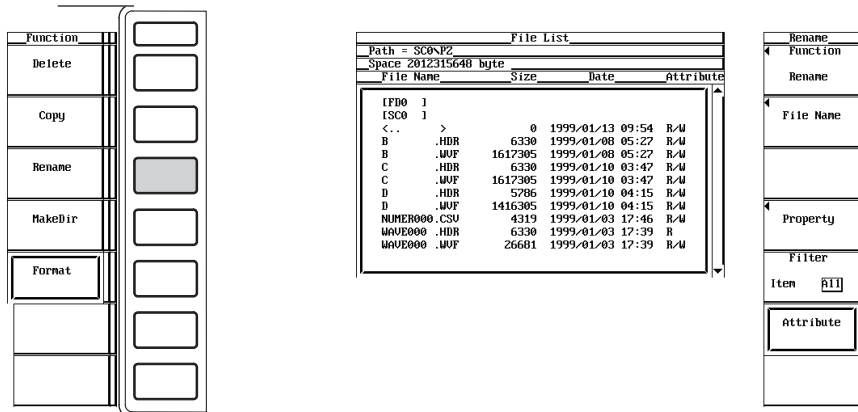 Function
Delete
Copy
Rename
MakeDir
Format
File List
Path = SC0\PZ
Space 2012315648 byte
File Name Size Date Attribute
[FD0 ]
[SC0 ]
<.. > 0 1999/01/13 09:54 R/W
B .HDR 6330 1999/01/08 05:27 R/W
B .WVF 1617305 1999/01/08 05:27 R/W
C .HDR 6330 1999/01/10 03:47 R/W
C .WVF 1617305 1999/01/10 03:47 R/W
D .HDR 5786 1999/01/10 04:15 R/W
D .WVF 1416305 1999/01/10 04:15 R/W
NUMER000.CSV 4319 1999/01/03 17:46 R/W
WAVE000 .HDR 6330 1999/01/03 17:39 R
WAVE000 .WVF 26681 1999/01/03 17:39 R/W
Rename
Function
Rename
File Name
Property
Filter
Item All
Attribute